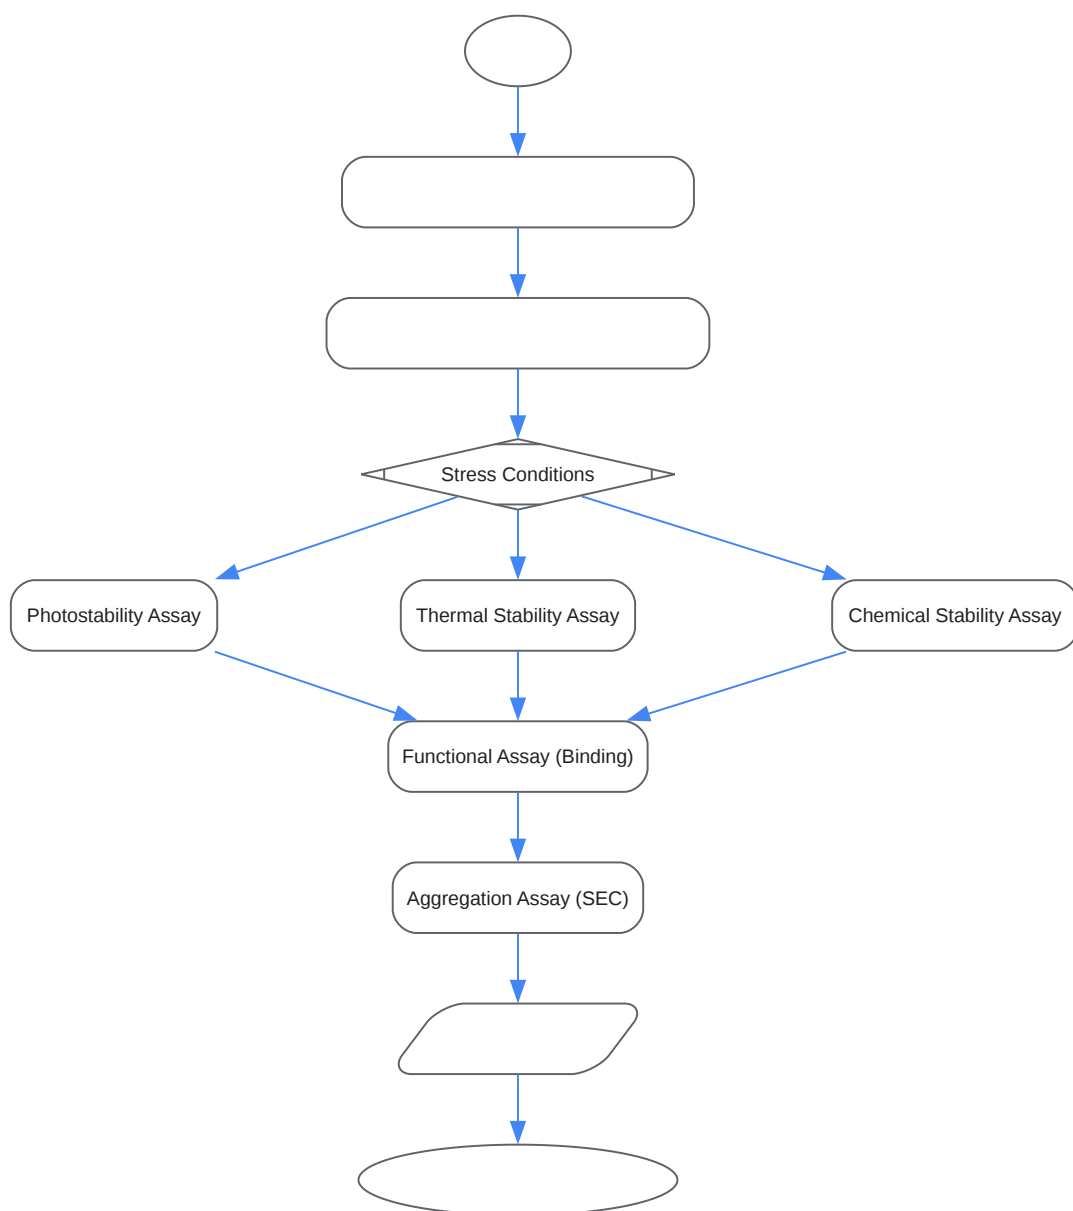 Stress Conditions
Photostability Assay
Thermal Stability Assay
Chemical Stability Assay
Functional Assay (Binding)
Aggregation Assay (SEC)